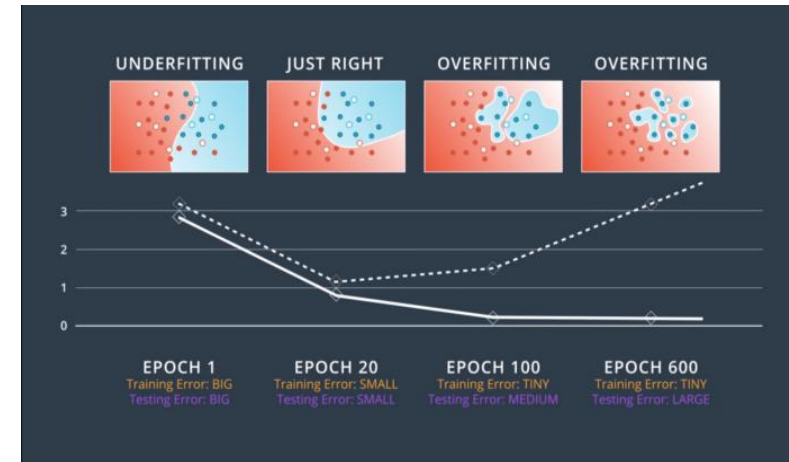 UNDERFITTING JUST RIGHT OVERFITTING OVERFITTING
3
2
1
0
EPOCH 1 EPOCH 20 EPOCH 100 EPOCH 600
Training Error: BIG Training Error: SMALL Training Error: TINY Training Error: TINY
Testing Error: BIG Testing Error: SMALL Testing Error: MEDIUM Testing Error: LARGE